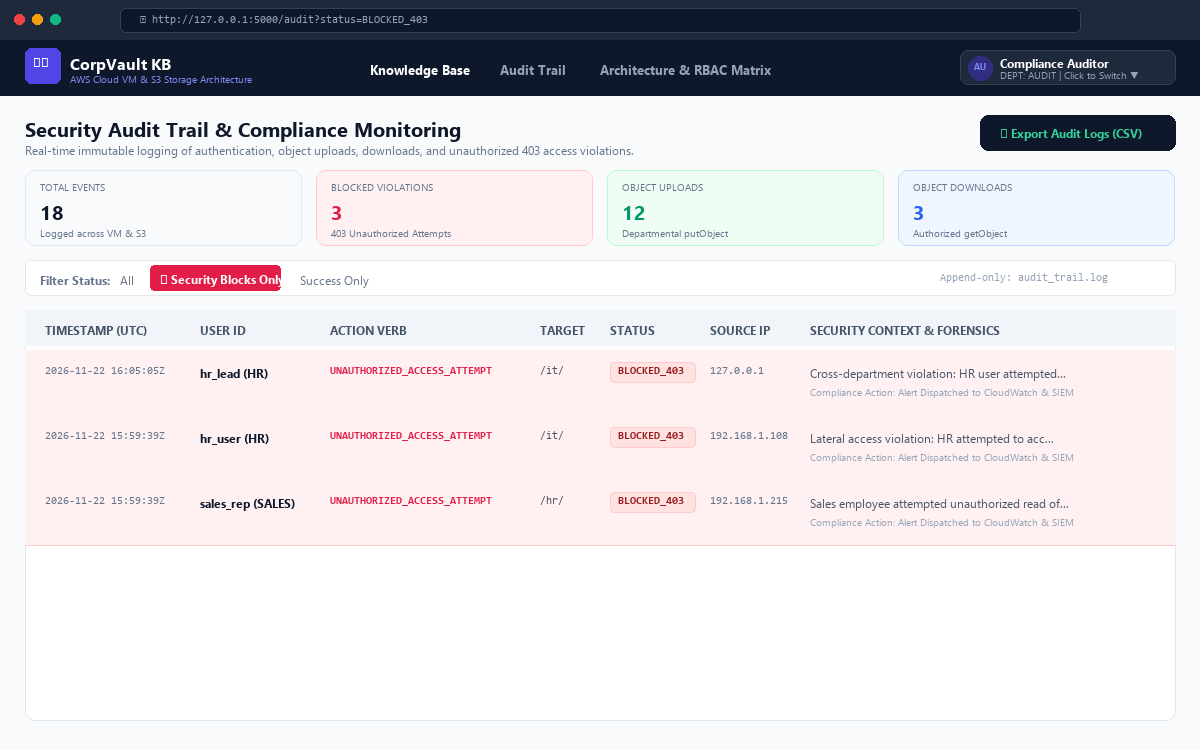 http://127.0.0.1:5000/audit?status=BLOCKED_403
CorpVault KB
AWS Cloud VM & S3 Storage Architecture
Knowledge Base Audit Trail Architecture & RBAC Matrix
AU
Compliance Auditor
DEPT: AUDIT | Click to Switch ▼
Security Audit Trail & Compliance Monitoring
Real-time immutable logging of authentication, object uploads, downloads, and unauthorized 403 access violations.
Export Audit Logs (CSV)
TOTAL EVENTS
18
Logged across VM & S3
BLOCKED VIOLATIONS
3
403 Unauthorized Attempts
OBJECT UPLOADS
12
Departmental putObject
OBJECT DOWNLOADS
3
Authorized getObject
Filter Status: All Security Blocks Only Success Only Append-only: audit_trail.log
TIMESTAMP (UTC) USER ID ACTION VERB TARGET STATUS SOURCE IP SECURITY CONTEXT & FORENSICS
2026-11-22 16:05:05Z hr_lead (HR) UNAUTHORIZED_ACCESS_ATTEMPT /it/ BLOCKED_403 127.0.0.1 Cross-department violation: HR user attempted...
Compliance Action: Alert Dispatched to CloudWatch & SIEM
2026-11-22 15:59:39Z hr_user (HR) UNAUTHORIZED_ACCESS_ATTEMPT /it/ BLOCKED_403 192.168.1.108 Lateral access violation: HR attempted to acc...
Compliance Action: Alert Dispatched to CloudWatch & SIEM
2026-11-22 15:59:39Z sales_rep (SALES) UNAUTHORIZED_ACCESS_ATTEMPT /hr/ BLOCKED_403 192.168.1.215 Sales employee attempted unauthorized read of...
Compliance Action: Alert Dispatched to CloudWatch & SIEM